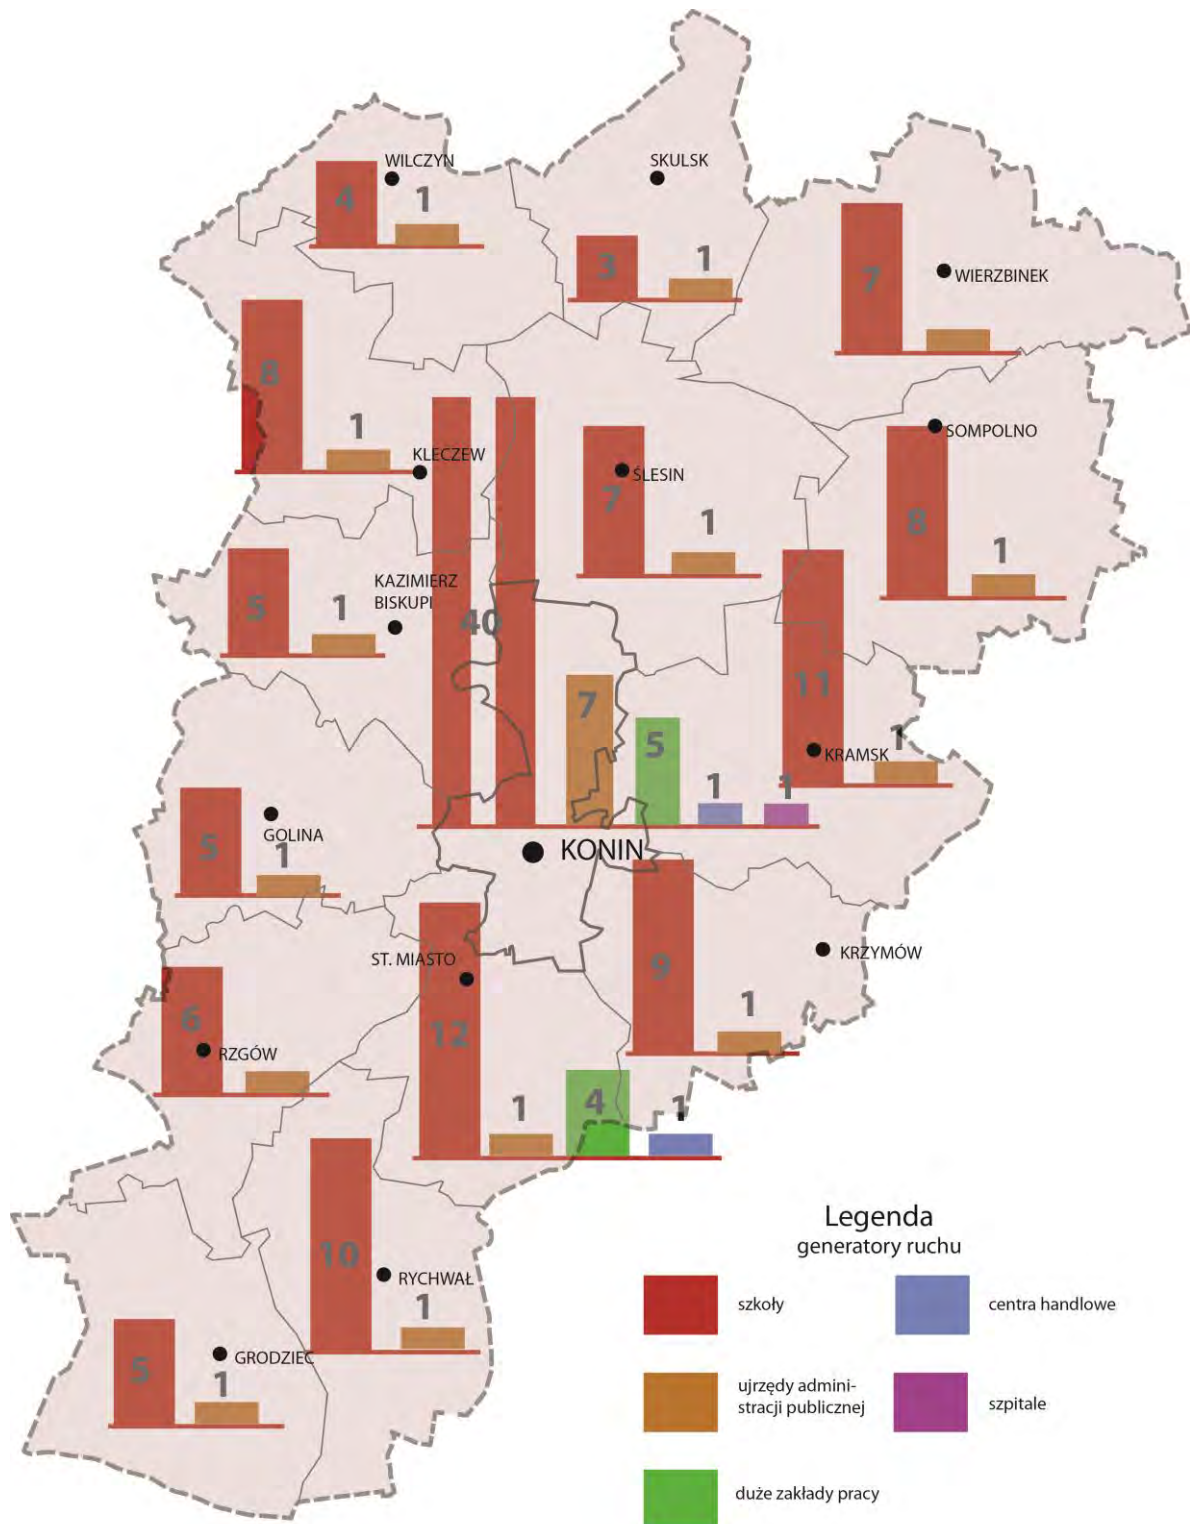 WILCZYN
4
1
SKULSK
3
1
7
WIERZBINEK
8
1
KLECZEW
ŚLESIN
7
1
SOMPOLNO
8
1
KAZIMIERZ
BISKUPI
5
1
40
7
5
1
1
11
KRAMSK
1
GOLINA
5
1
KONIN
ST. MIASTO
12
1
4
1
9
KRZYMÓW
1
6
RZGÓW
10
RYCHWAŁ
1
5
GRODZIEC
1
Legenda
generatory ruchu
szkoły
centra handlowe
ujrzędy admini-
stracji publicznej
szpitale
duże zakłady pracy